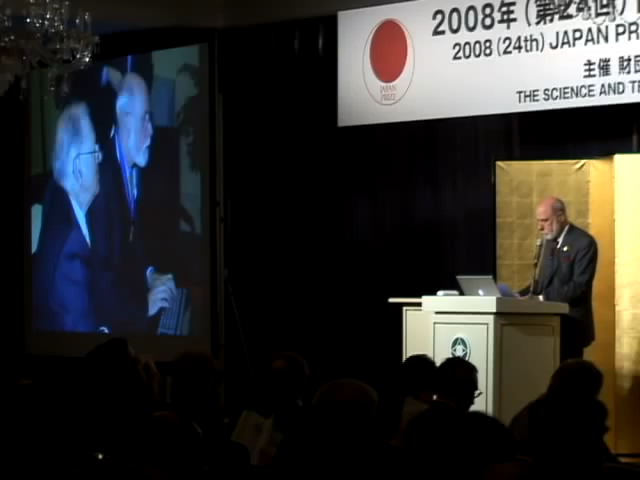 2008年(第24回)
2008 (24th) JAPAN PR
主催 財団
THE SCIENCE AND TE
JAPAN
PRIZE